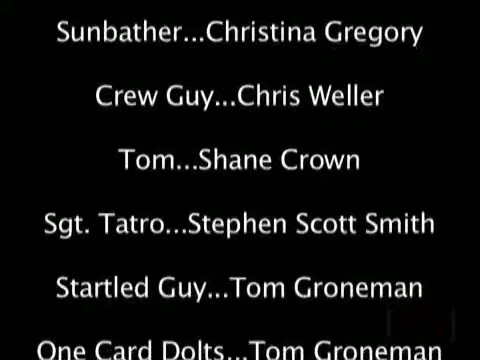 Sunbather...Christina Gregory
Crew Guy...Chris Weller
Tom...Shane Crown
Sgt. Tatro...Stephen Scott Smith
Startled Guy...Tom Groneman
One Card Dolts...Tom Groneman